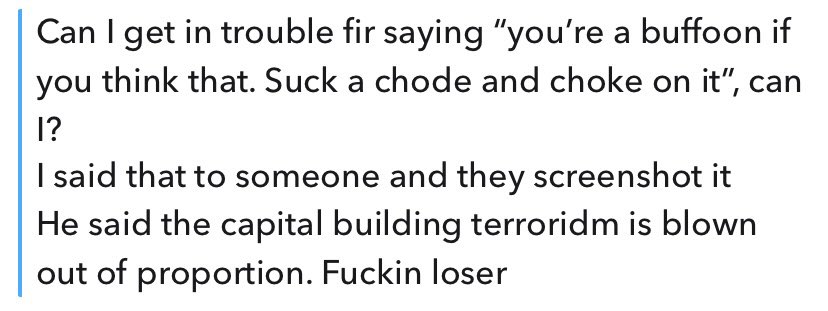 Can I get in trouble fir saying “you’re a buffoon if
you think that. Suck a chode and choke on it”, can
I?
I said that to someone and they screenshot it
He said the capital building terroridm is blown
out of proportion. Fuckin loser